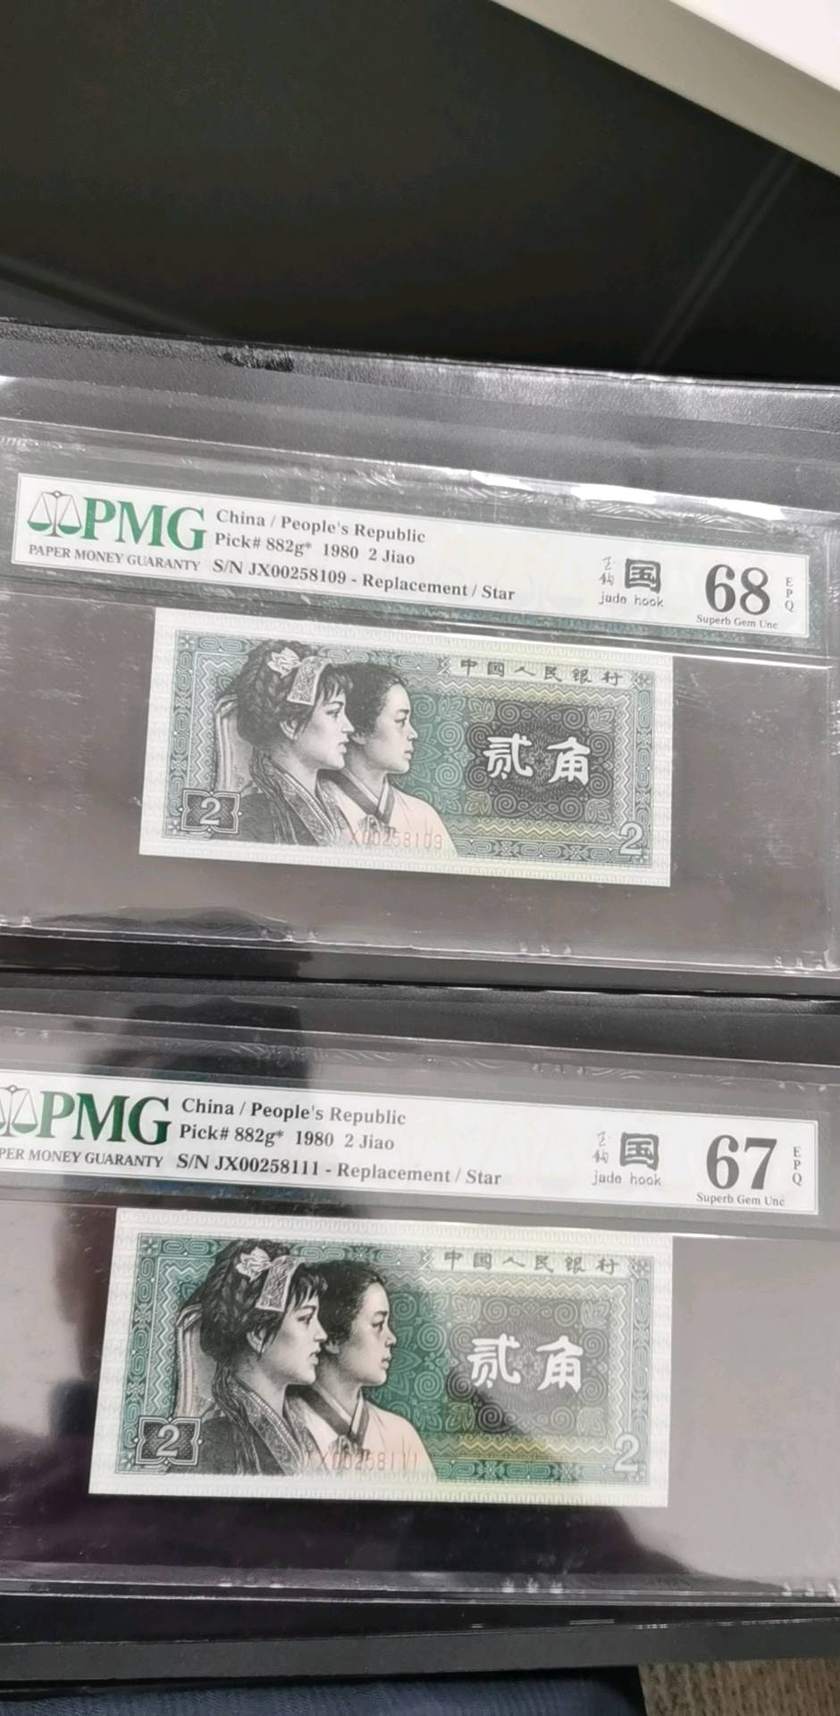 PMG
PAPER MONEY GUARANTY
China / People's Republic
Pick# 882g* 1980 2 Jiao
S/N JX00258109 - Replacement / Star
玉钩
国
jade hook
68
EPQ
Superb Gem Unc
中国人民银行
贰角
2
X00258109
2
PMG
PER MONEY GUARANTY
China / People's Republic
Pick# 882g* 1980 2 Jiao
S/N JX00258111 - Replacement / Star
玉钩
国
jade hook
67
EPQ
Superb Gem Unc
中国人民银行
贰角
2
X00258111
2